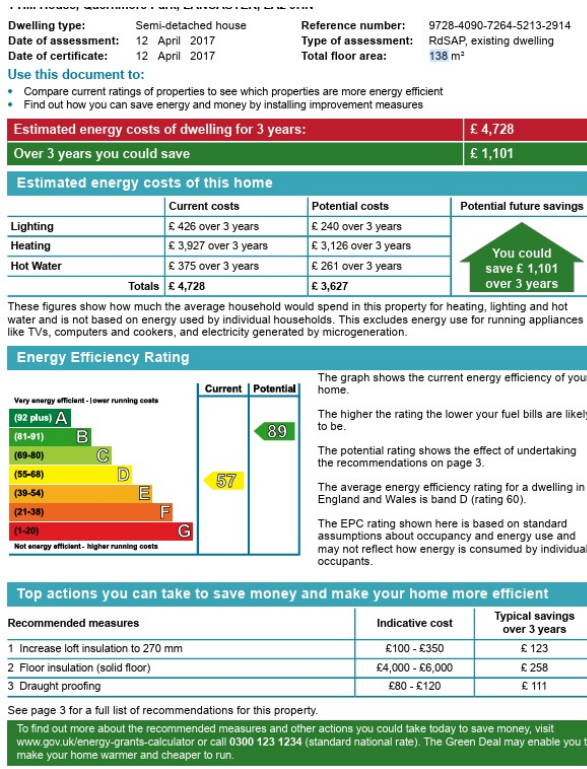 Dwelling type: Semi-detached house Reference number: 9728-4090-7264-5213-2914
Date of assessment: 12 April 2017 Type of assessment: RdSAP, existing dwelling
Date of certificate: 12 April 2017 Total floor area: 138 m²
Use this document to:
• Compare current ratings of properties to see which properties are more energy efficient
• Find out how you can save energy and money by installing improvement measures
Estimated energy costs of dwelling for 3 years: £ 4,728
Over 3 years you could save £ 1,101
Estimated energy costs of this home
Current costs Potential costs Potential future savings
Lighting £ 426 over 3 years £ 240 over 3 years
Heating £ 3,927 over 3 years £ 3,126 over 3 years
Hot Water £ 375 over 3 years £ 261 over 3 years
Totals £ 4,728 £ 3,627
You could
save £ 1,101
over 3 years
These figures show how much the average household would spend in this property for heating, lighting and hot
water and is not based on energy used by individual households. This excludes energy use for running appliances
like TVs, computers and cookers, and electricity generated by microgeneration.
Energy Efficiency Rating
Current Potential
Very energy efficient - lower running costs
(92 plus) A
(81-91) B
(69-80) C
(55-68) D
(39-54) E
(21-38) F
(1-20) G
Not energy efficient - higher running costs
57
89
The graph shows the current energy efficiency of you
home.
The higher the rating the lower your fuel bills are likely
to be.
The potential rating shows the effect of undertaking
the recommendations on page 3.
The average energy efficiency rating for a dwelling in
England and Wales is band D (rating 60).
The EPC rating shown here is based on standard
assumptions about occupancy and energy use and
may not reflect how energy is consumed by individual
occupants.
Top actions you can take to save money and make your home more efficient
Recommended measures Indicative cost Typical savings
over 3 years
1 Increase loft insulation to 270 mm £100 - £350 £ 123
2 Floor insulation (solid floor) £4,000 - £6,000 £ 258
3 Draught proofing £80 - £120 £ 111
See page 3 for a full list of recommendations for this property.
To find out more about the recommended measures and other actions you could take today to save money, visit
www.gov.uk/energy-grants-calculator or call 0300 123 1234 (standard national rate). The Green Deal may enable you t
make your home warmer and cheaper to run.